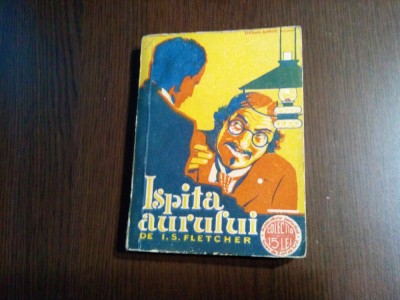 Ispita
aurului
DE I. S. FLETCHER
COLECTIA
15 LEI